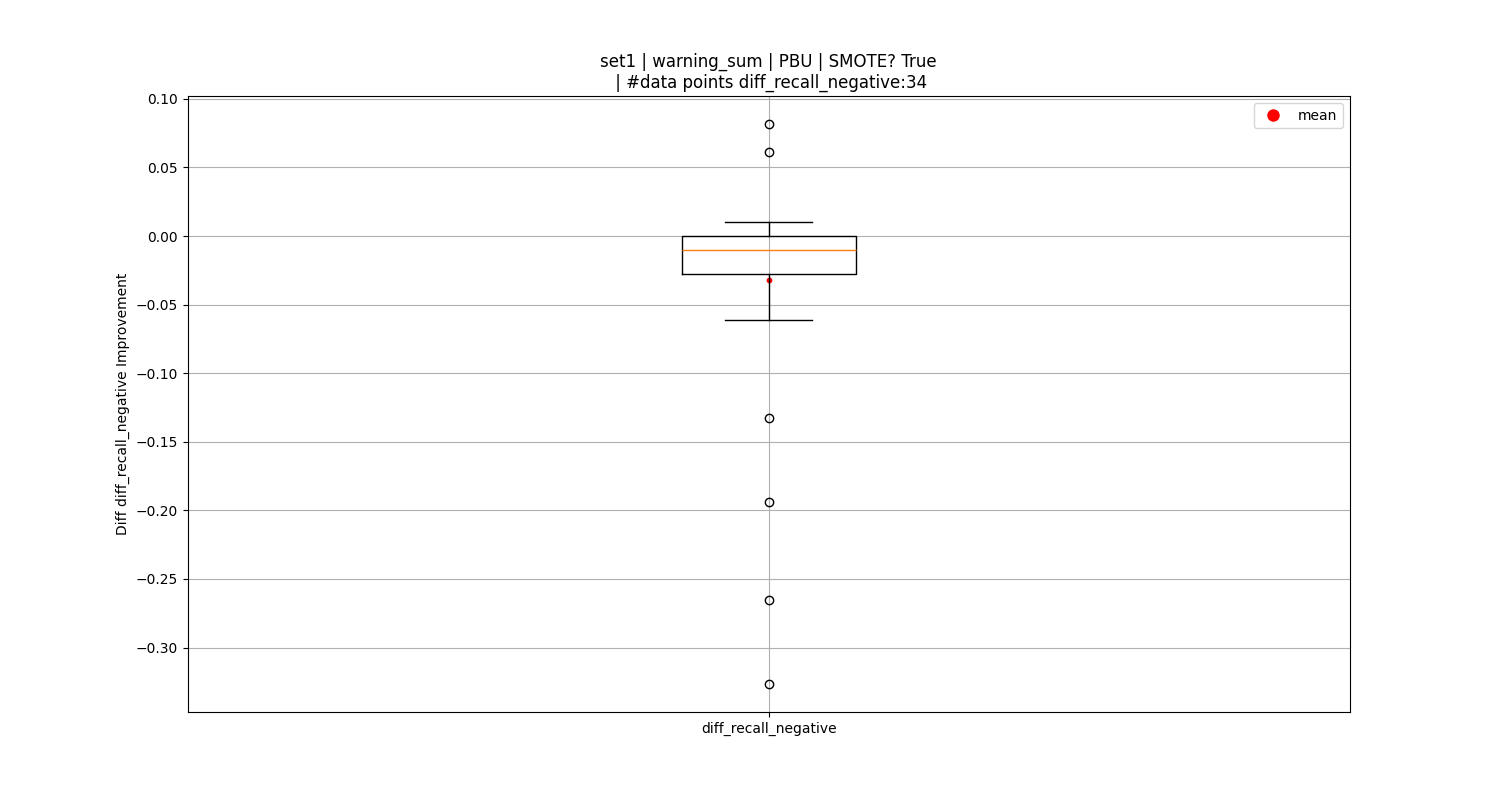 set1 | warning_sum | PBU | SMOTE? True
| #data points diff_recall_negative:34
mean
0.10
0.05
0.00
−0.05
−0.10
−0.15
−0.20
−0.25
−0.30
Diff diff_recall_negative Improvement
diff_recall_negative